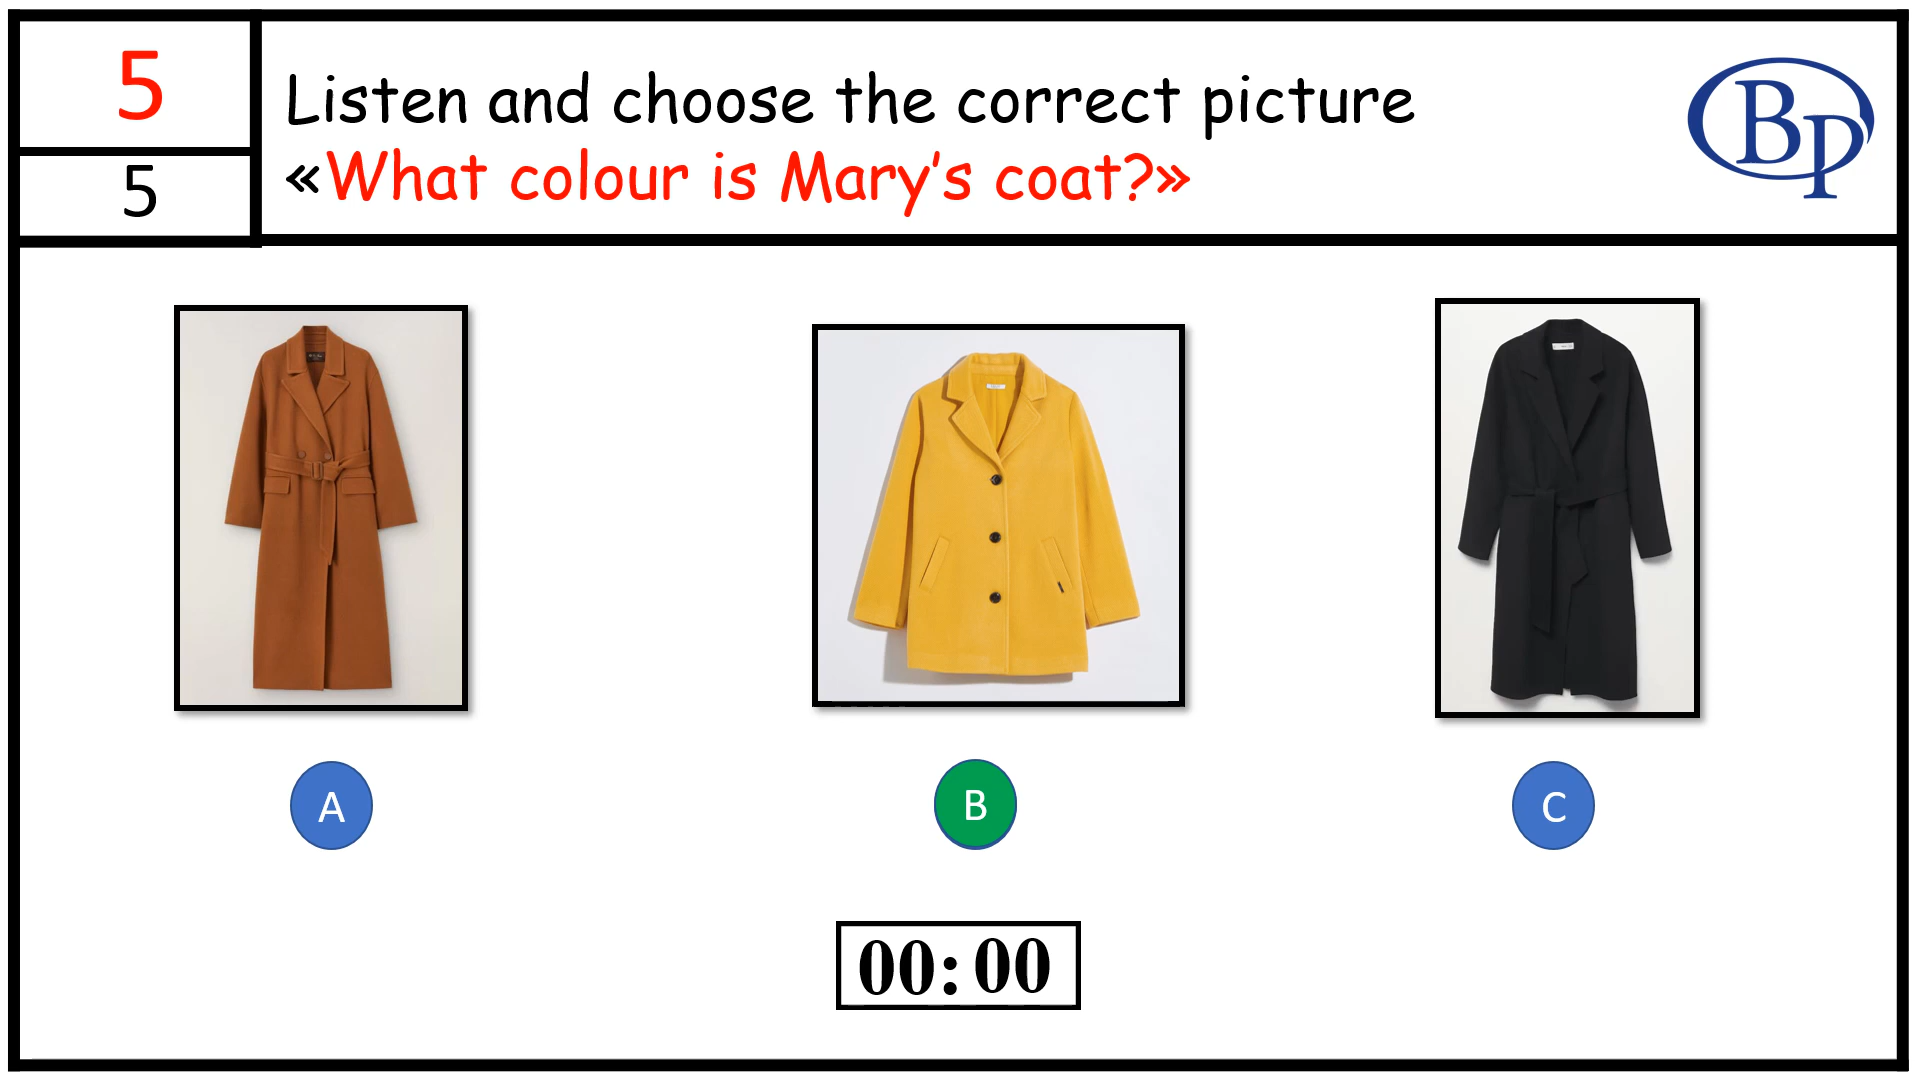 5
5
Listen and choose the correct picture
«What colour is Mary's coat?»
BP
A
B
C
00:00